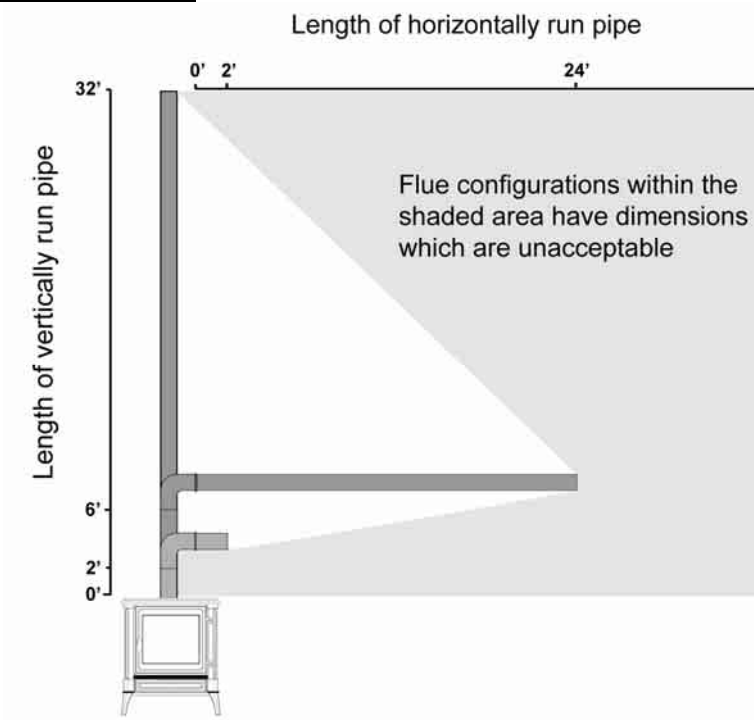 Length of horizontally run pipe
0' 2' 24'
32'
Flue configurations within the
shaded area have dimensions
which are unacceptable
Length of vertically run pipe
6'
2'
0'